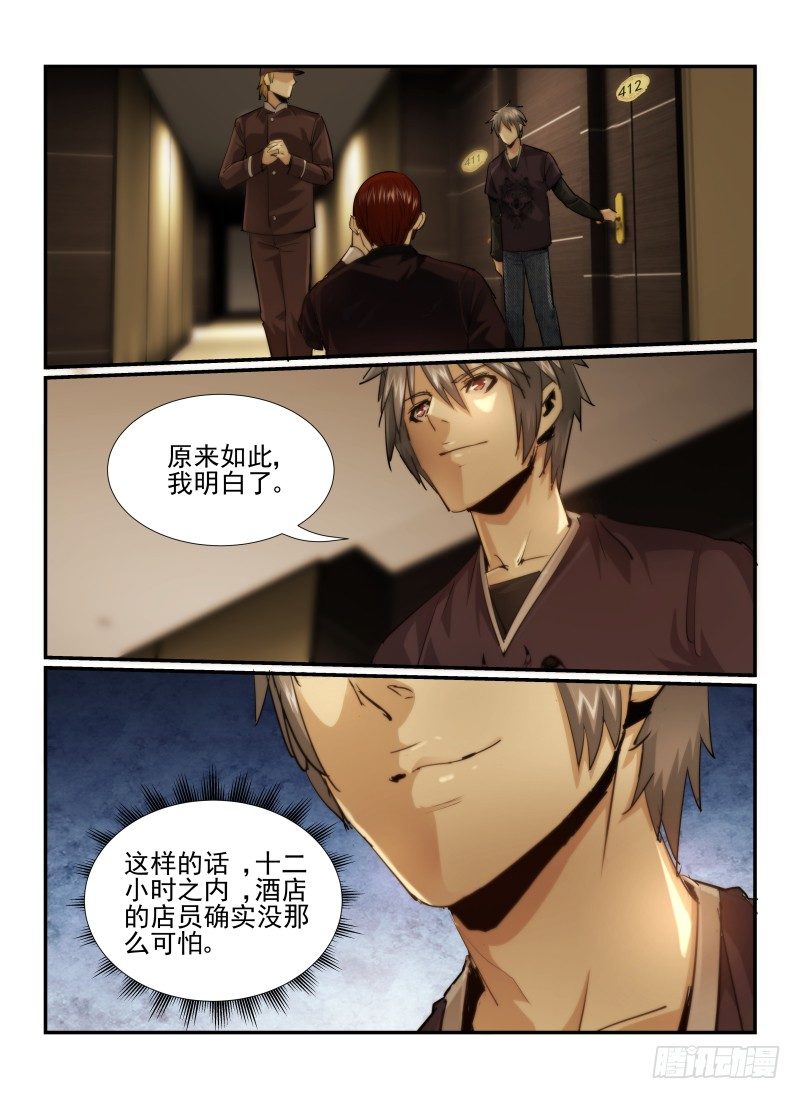 412
411
原来如此，
我明白了。
这样的话，十二
小时之内，酒店
的店员确实没那
么可怕。
腾讯动漫